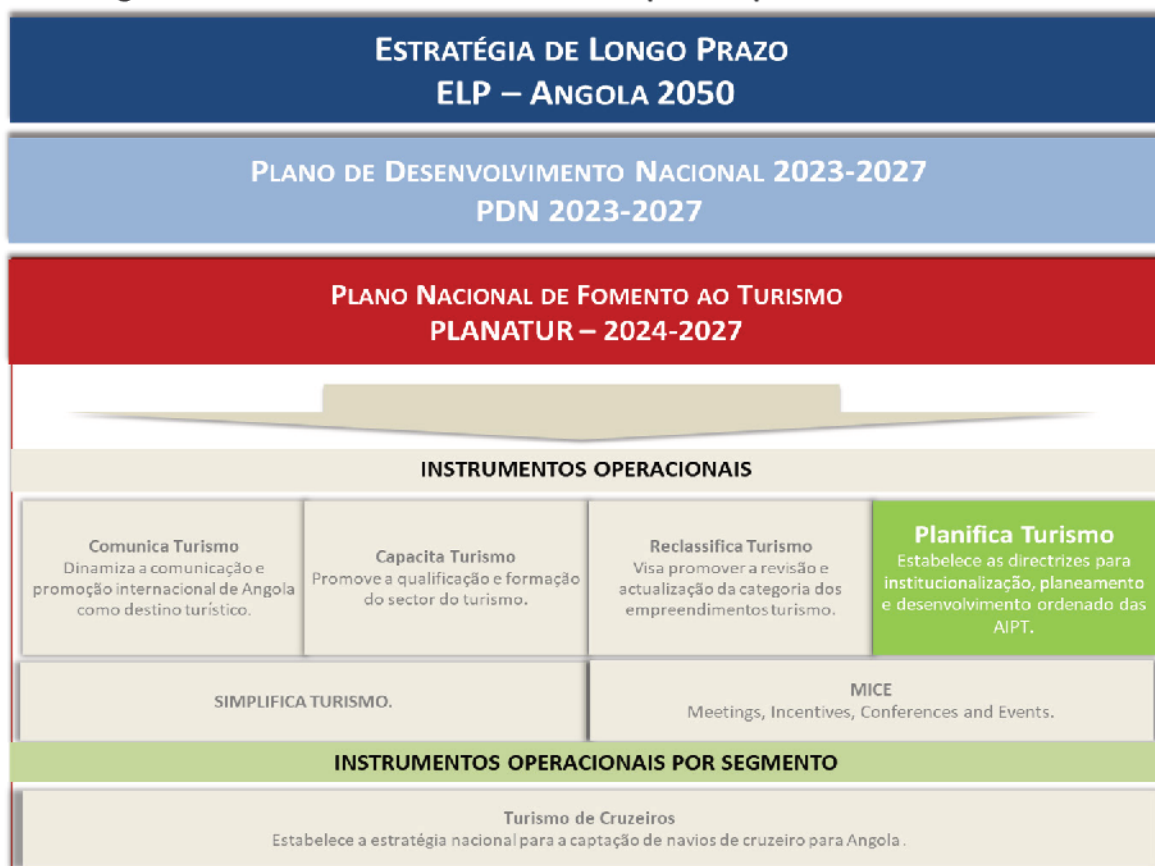 ESTRATÉGIA DE LONGO PRAZO
ELP – ANGOLA 2050
PLANO DE DESENVOLVIMENTO NACIONAL 2023-2027
PDN 2023-2027
PLANO NACIONAL DE FOMENTO AO TURISMO
PLANATUR – 2024-2027
INSTRUMENTOS OPERACIONAIS
Comunica Turismo
Dinamiza a comunicação e
promoção internacional de Angola
como destino turístico.
Capacita Turismo
Promove a qualificação e formação
do sector do turismo.
Reclassifica Turismo
Visa promover a revisão e
actualização da categoria dos
empreendimentos turismo.
Planifica Turismo
Estabelece as directrizes para
institucionalização, planeamento
e desenvolvimento ordenado das
AIPT.
SIMPLIFICA TURISMO.
MICE
Meetings, Incentives, Conferences and Events.
INSTRUMENTOS OPERACIONAIS POR SEGMENTO
Turismo de Cruzeiros
Estabelece a estratégia nacional para a captação de navios de cruzeiro para Angola.